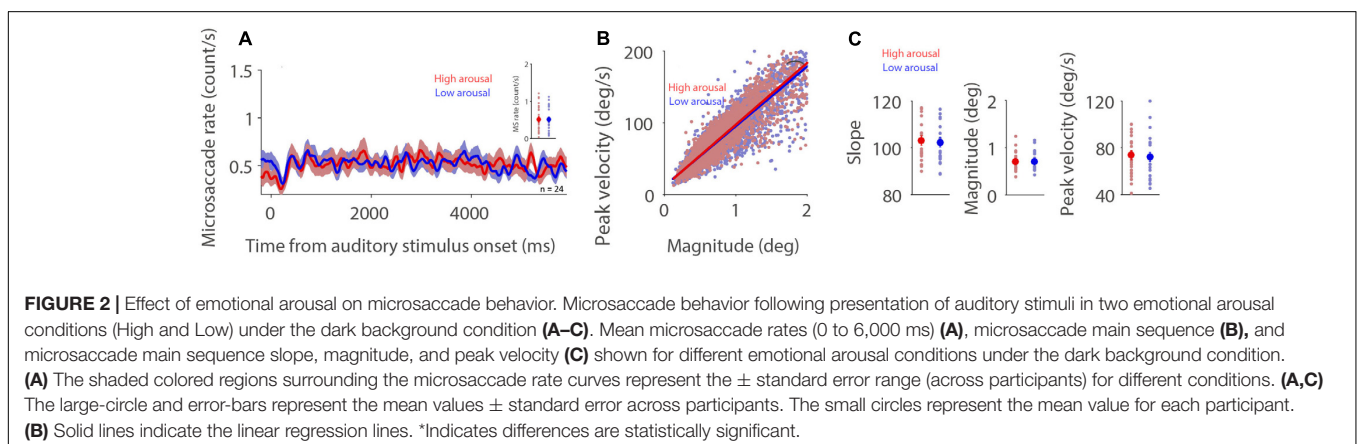 A
Microsaccade rate (count/s)
1.5
1
0.5
High arousal
Low arousal
MS rate (count/s)
2
1
0
n = 24
0
2000
4000
Time from auditory stimulus onset (ms)
B
Peak velocity (deg/s)
200
100
0
High arousal
Low arousal
0
1
2
Magnitude (deg)
C
High arousal
Low arousal
Slope
120
100
80
Magnitude (deg)
2
1
0
Peak velocity (deg/s)
120
80
40
FIGURE 2 | Effect of emotional arousal on microsaccade behavior. Microsaccade behavior following presentation of auditory stimuli in two emotional arousal
conditions (High and Low) under the dark background condition (A–C). Mean microsaccade rates (0 to 6,000 ms) (A), microsaccade main sequence (B), and
microsaccade main sequence slope, magnitude, and peak velocity (C) shown for different emotional arousal conditions under the dark background condition.
(A) The shaded colored regions surrounding the microsaccade rate curves represent the ± standard error range (across participants) for different conditions. (A,C)
The large-circle and error-bars represent the mean values ± standard error across participants. The small circles represent the mean value for each participant.
(B) Solid lines indicate the linear regression lines. *Indicates differences are statistically significant.